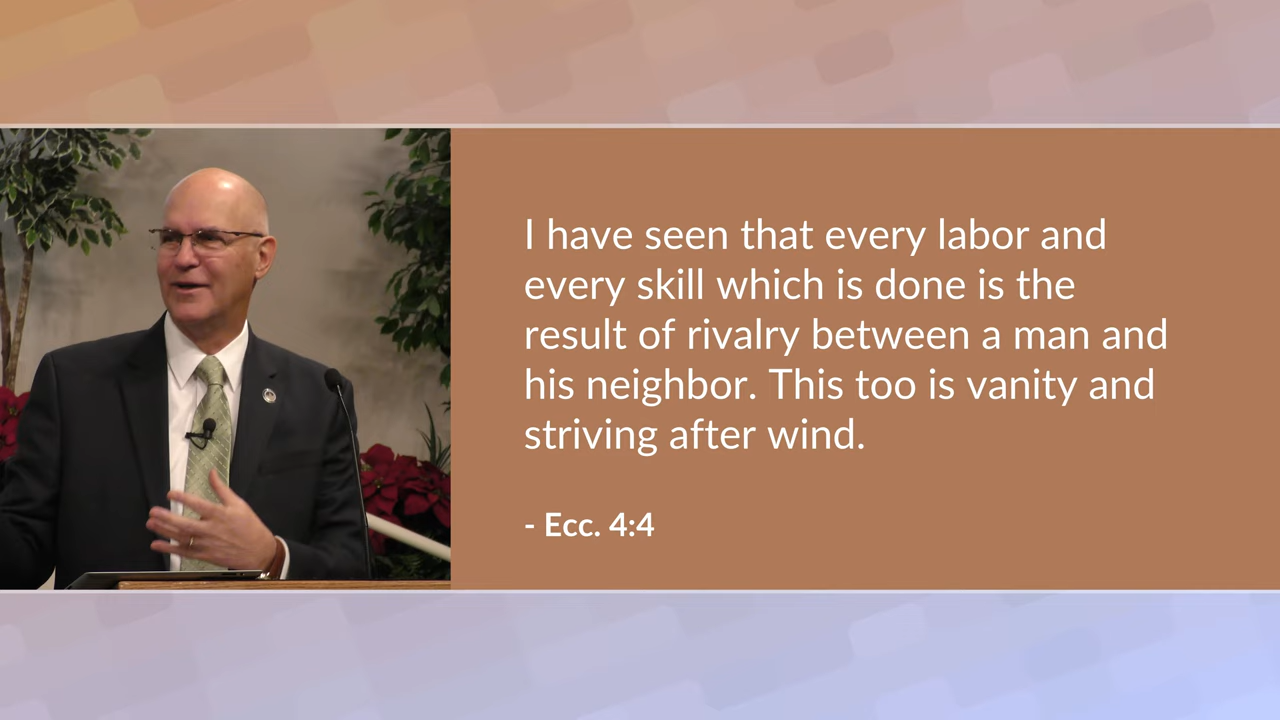 I have seen that every labor and
every skill which is done is the
result of rivalry between a man and
his neighbor. This too is vanity and
striving after wind.
- Ecc. 4:4